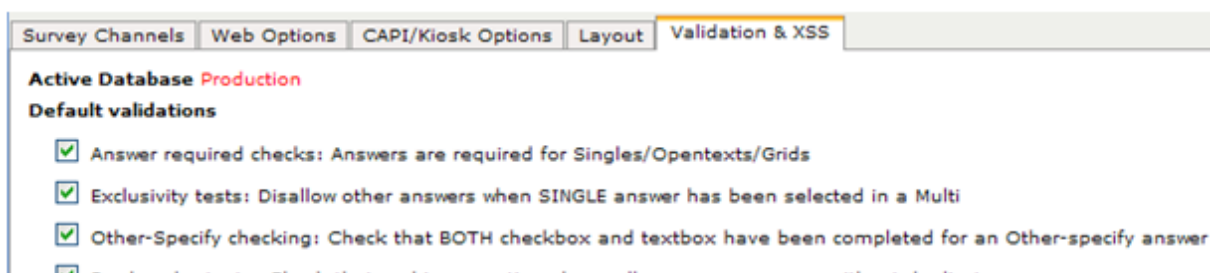 Survey Channels Web Options CAPI/Kiosk Options Layout Validation & XSS
Active Database Production
Default validations
Answer required checks: Answers are required for Singles/Opentexts/Grids
Exclusivity tests: Disallow other answers when SINGLE answer has been selected in a Multi
Other-Specify checking: Check that BOTH checkbox and textbox have been completed for an Other-specify answer